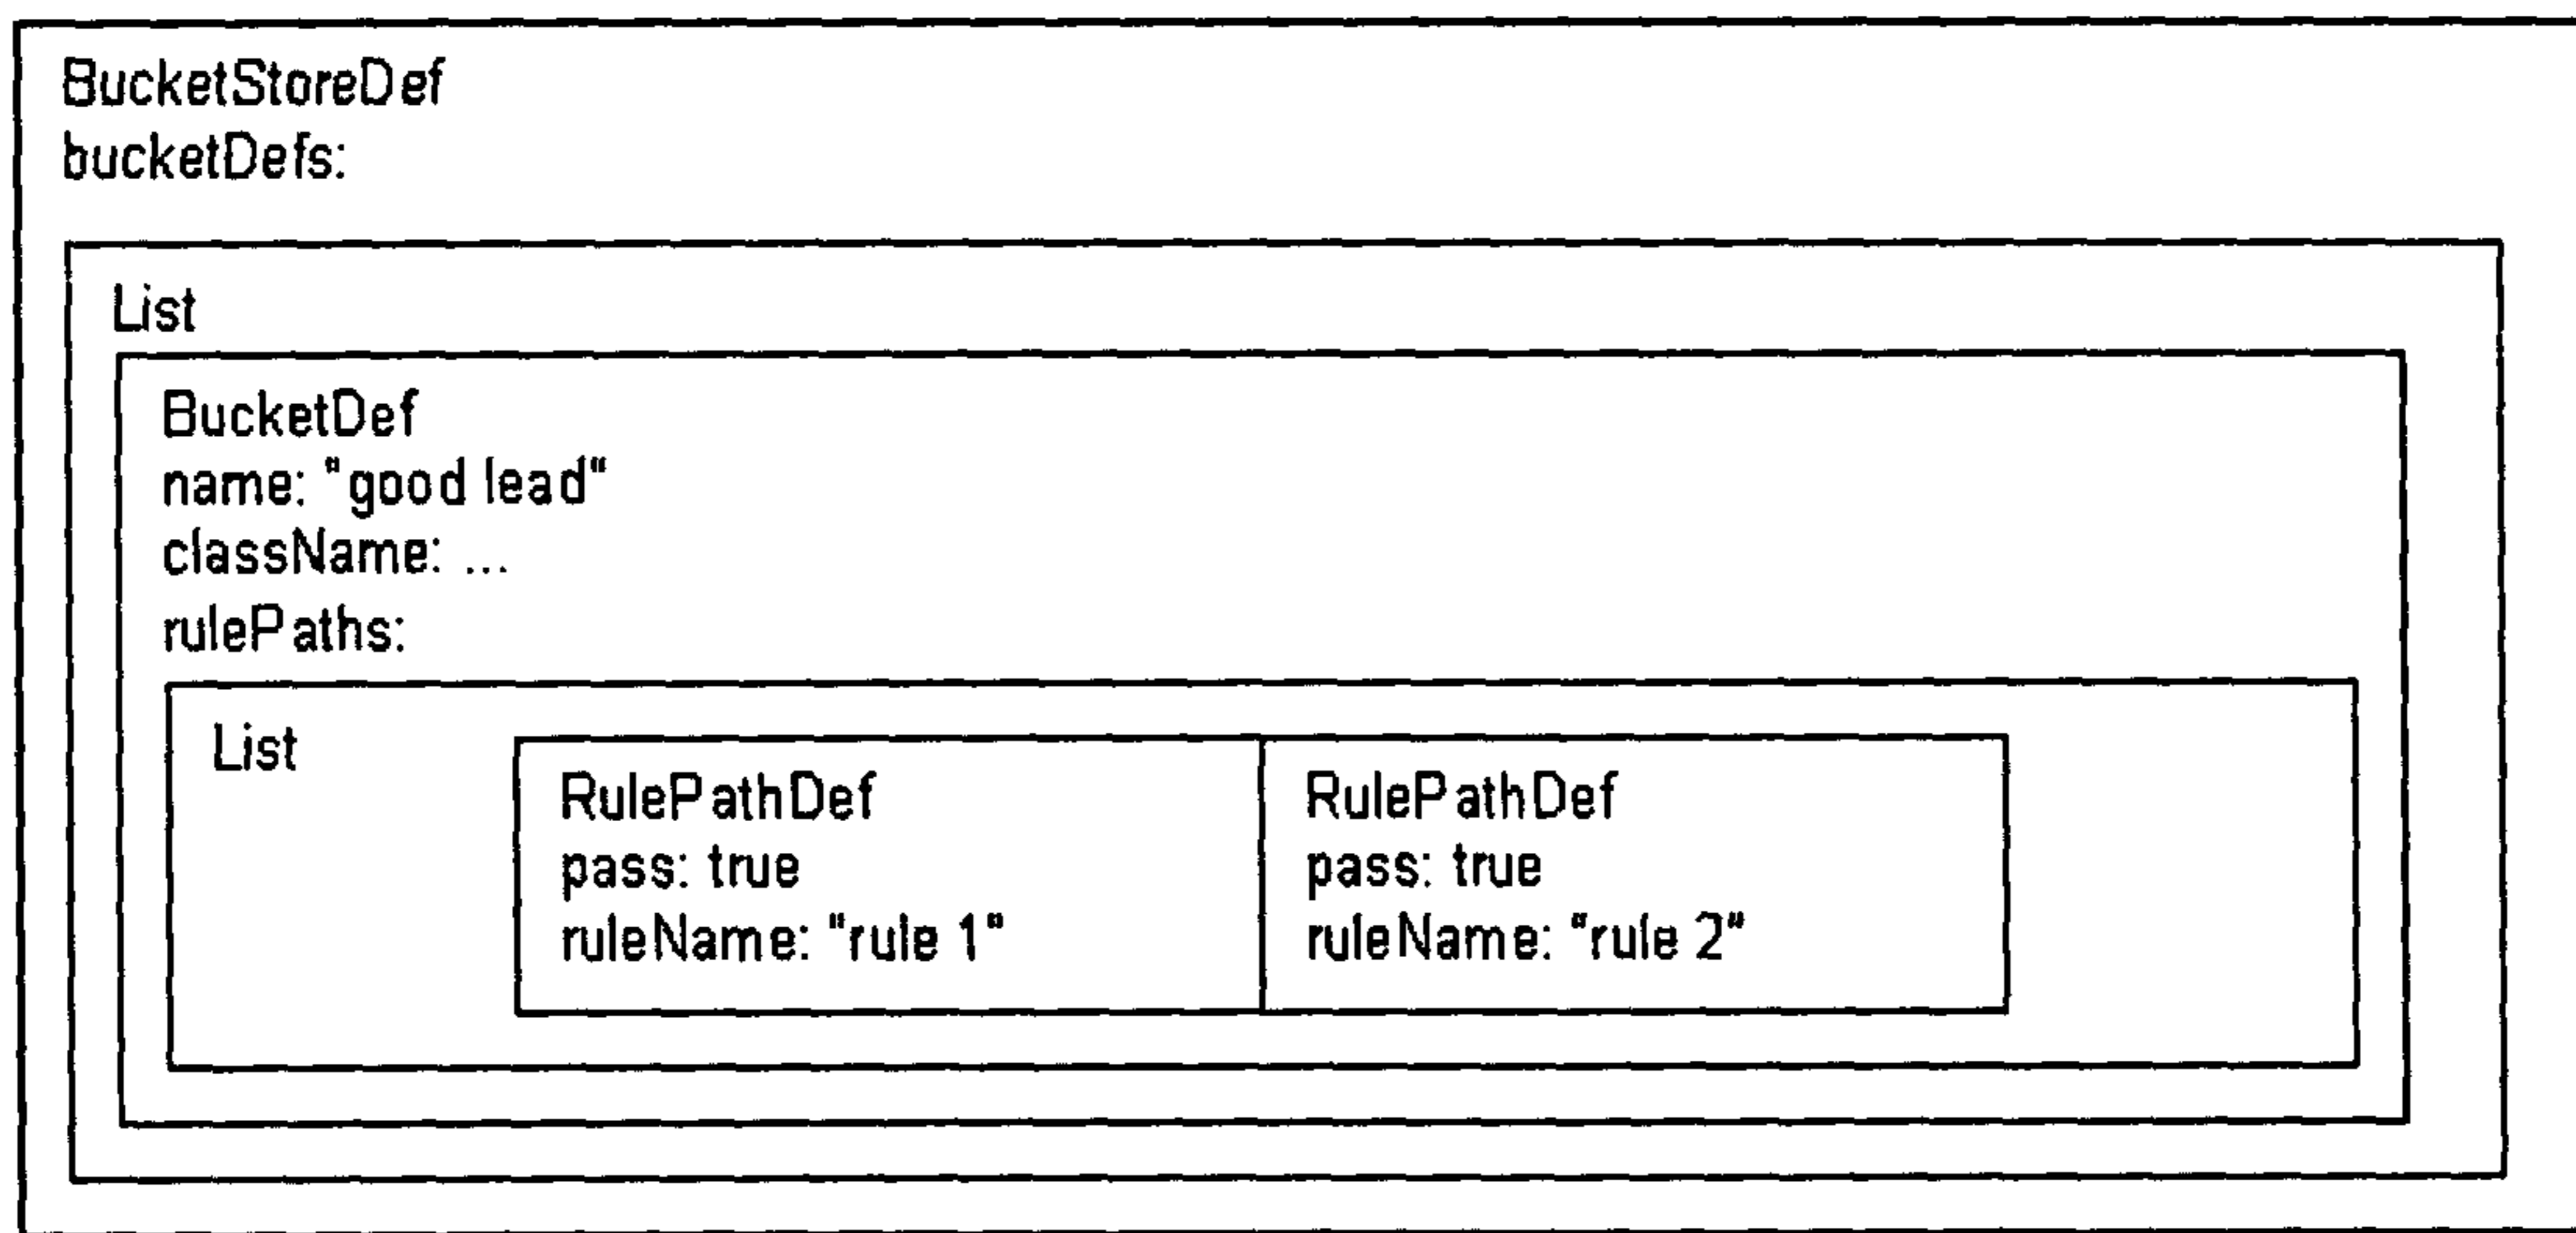 BucketStoreDef
bucketDefs:
List
BucketDef
name: "good lead"
className: ...
rulePaths:
List
RulePathDef
pass: true
ruleName: "rule 1"
RulePathDef
pass: true
ruleName: "rule 2"